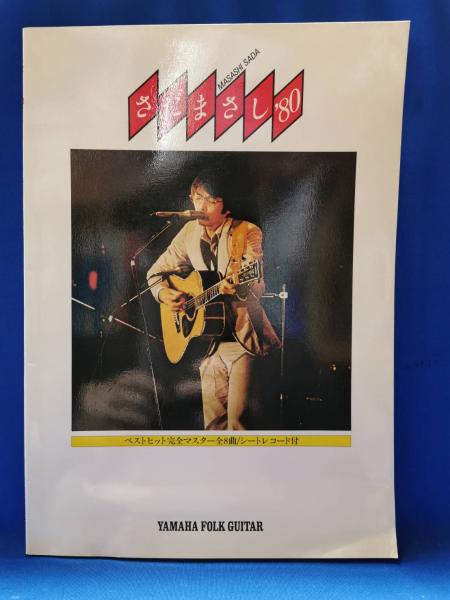 MASASHI SADA
さだまさし'80
ベストヒット完全マスター全8曲/シートレコード付
YAMAHA FOLK GUITAR